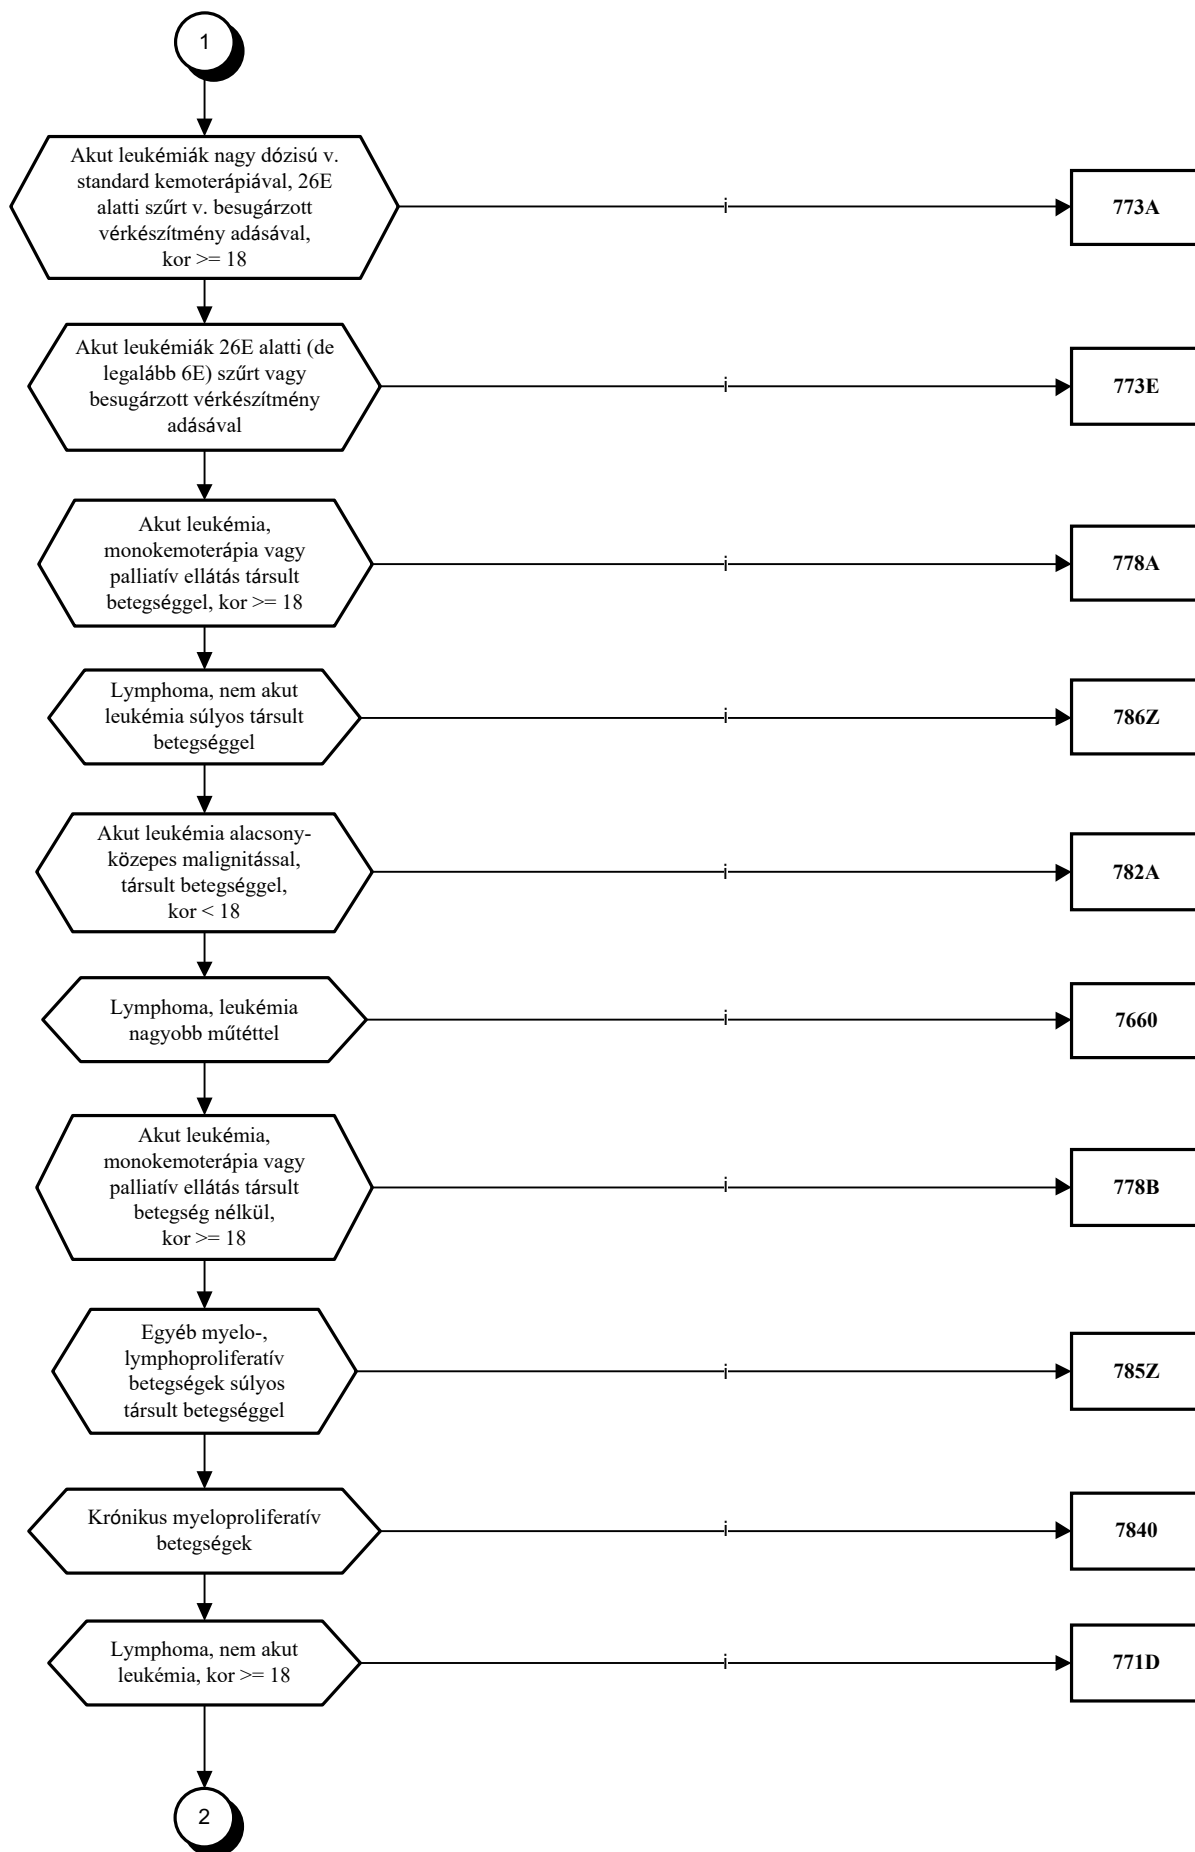 1
Akut leukémiák nagy dózisú v.
standard kemoterápiával, 26E
alatti szűrt v. besugárzott
vérkészítmény adásával,
kor >= 18
i
773A
Akut leukémiák 26E alatti (de
legalább 6E) szűrt vagy
besugárzott vérkészítmény
adásával
i
773E
Akut leukémia,
monokemoterápia vagy
palliatív ellátás társult
betegséggel, kor >= 18
i
778A
Lymphoma, nem akut
leukémia súlyos társult
betegséggel
i
786Z
Akut leukémia alacsony-
közepes malignitással,
társult betegséggel,
kor < 18
i
782A
Lymphoma, leukémia
nagyobb műtéttel
i
7660
Akut leukémia,
monokemoterápia vagy
palliatív ellátás társult
betegség nélkül,
kor >= 18
i
778B
Egyéb myelo-,
lymphoproliferatív
betegségek súlyos
társult betegséggel
i
785Z
Krónikus myeloproliferatív
betegségek
i
7840
Lymphoma, nem akut
leukémia, kor >= 18
i
771D
2